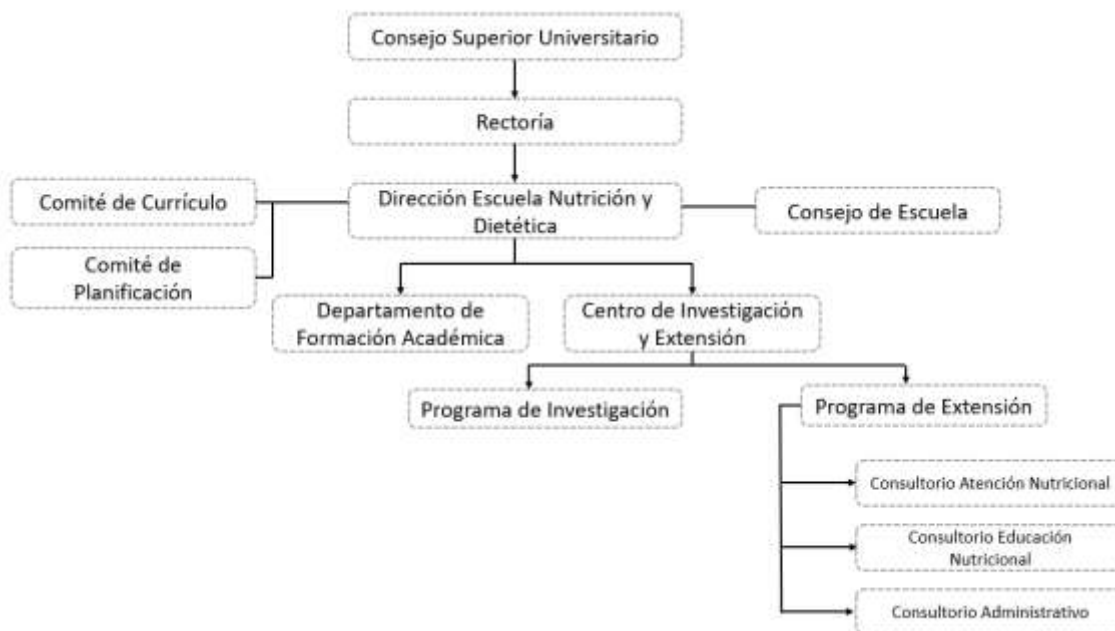 Consejo Superior Universitario
Rectoría
Comité de Currículo
Dirección Escuela Nutrición y
Dietética
Consejo de Escuela
Comité de
Planificación
Departamento de
Formación Académica
Centro de Investigación
y Extensión
Programa de Investigación
Programa de Extensión
Consultorio Atención Nutricional
Consultorio Educación
Nutricional
Consultorio Administrativo